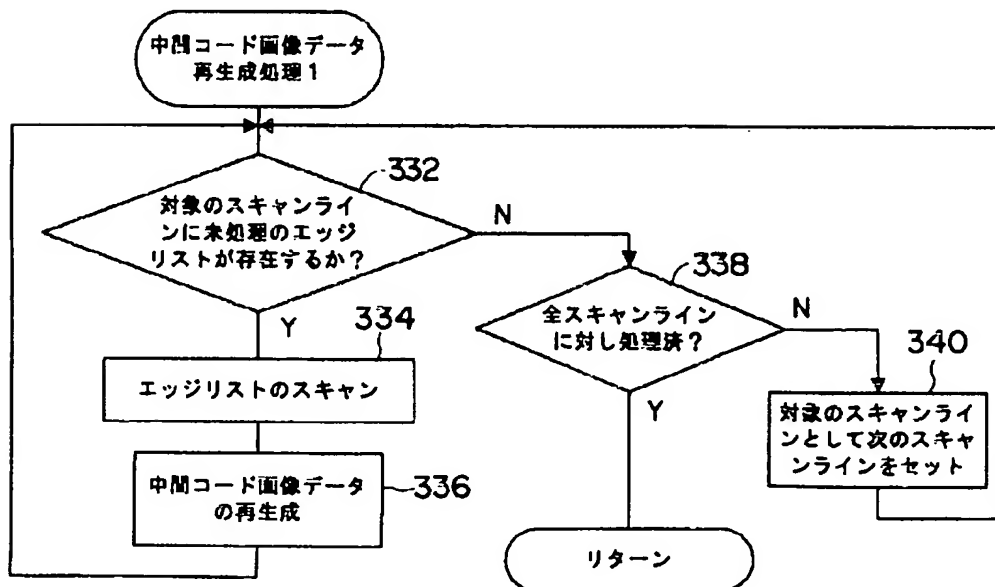 中間コード画像データ
再生成処理1
332
対象のスキャンライ
ンに未処理のエッジ
リストが存在するか？
N
Y
334
エッジリストのスキャン
中間コード画像データ
の再生成
336
338
全スキャンライン
に対し処理済？
N
Y
340
対象のスキャンライ
ンとして次のスキャ
ンラインをセット
リターン